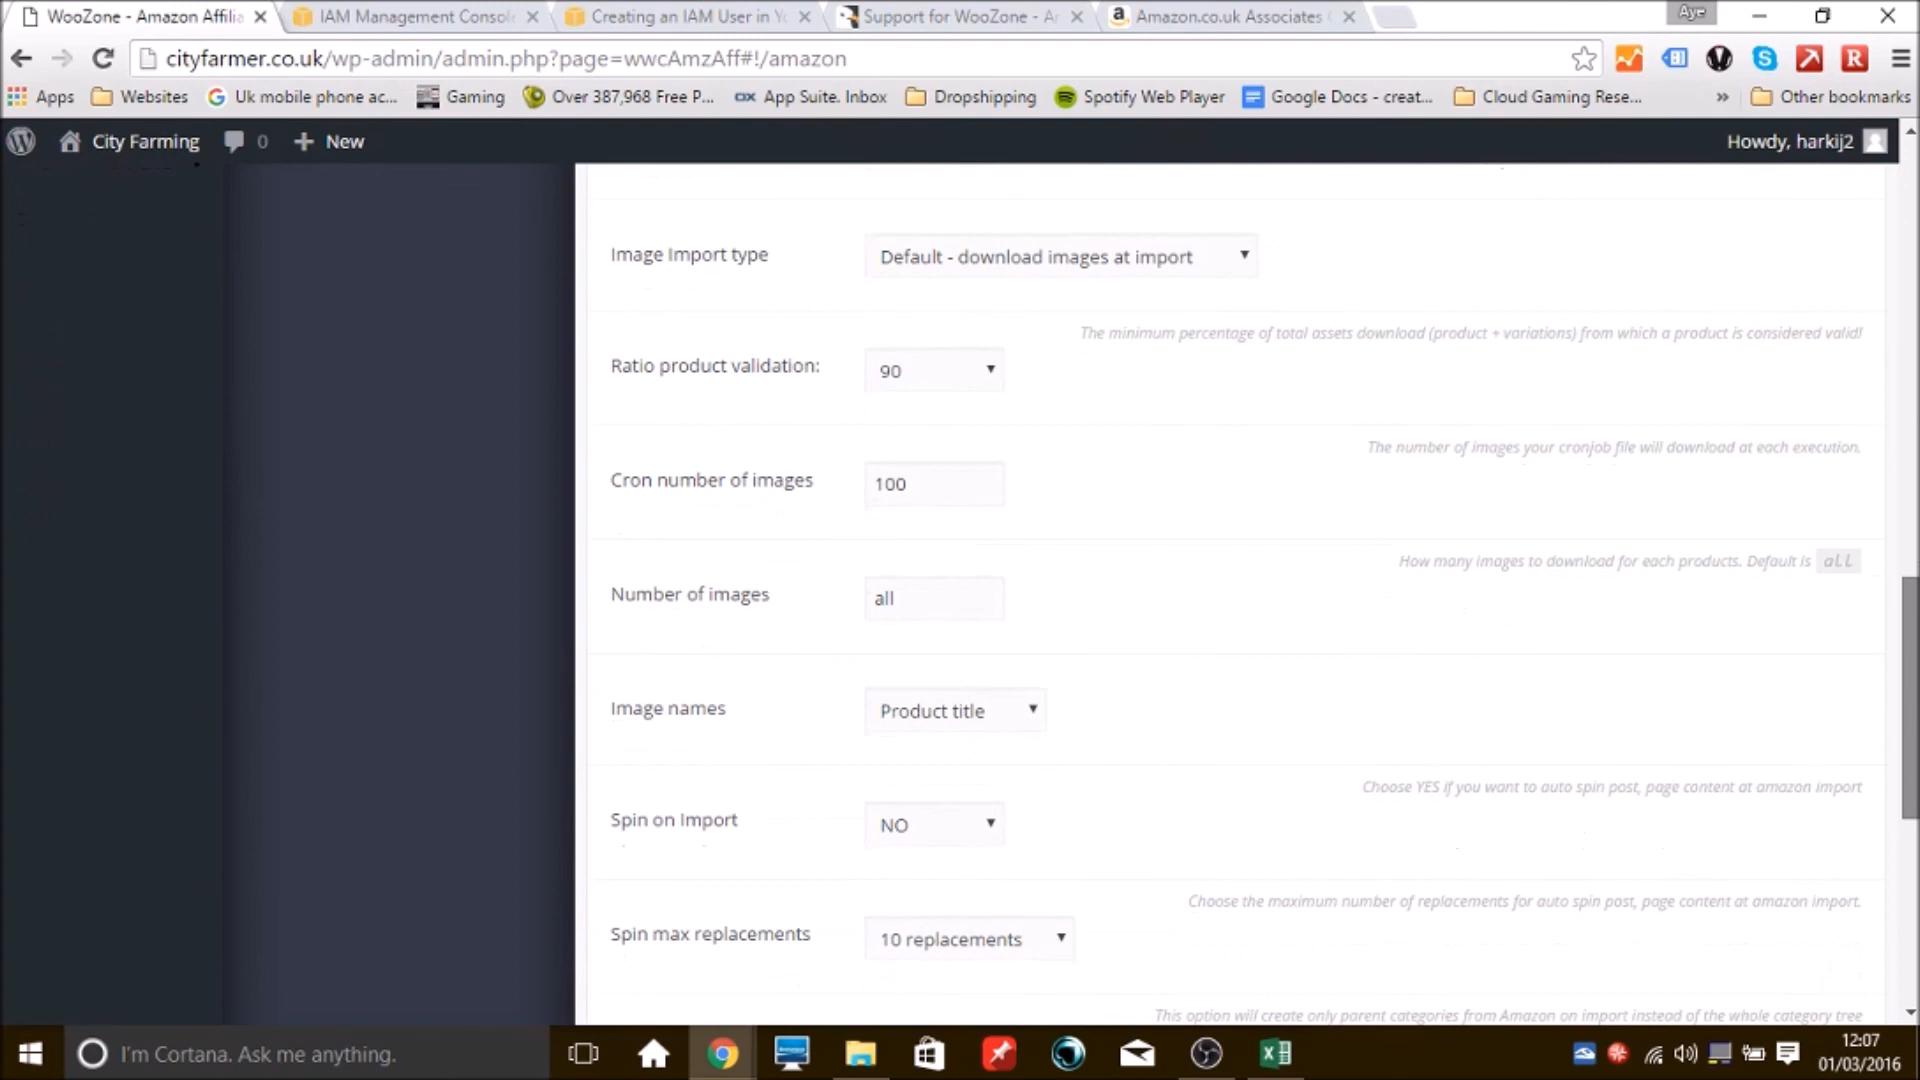 WooZone - Amazon Affilia
IAM Management Consol
Creating an IAM User in Y
Support for WooZone - Ar
Amazon.co.uk Associates
Aye
cityfarmer.co.uk/wp-admin/admin.php?page=wwcAmzAff#!/amazon
Apps
Websites
Uk mobile phone ac...
Gaming
Over 387,968 Free P...
App Suite. Inbox
Dropshipping
Spotify Web Player
Google Docs - creat...
Cloud Gaming Rese...
»
Other bookmarks
City Farming
0
New
Howdy, harkij2
Image Import type
Default - download images at import
The minimum percentage of total assets download (product + variations) from which a product is considered valid!
Ratio product validation:
90
The number of images your cronjob file will download at each execution.
Cron number of images
100
How many images to download for each products. Default is all
Number of images
all
Image names
Product title
Choose YES if you want to auto spin post, page content at amazon import
Spin on Import
NO
Choose the maximum number of replacements for auto spin post, page content at amazon import.
Spin max replacements
10 replacements
This option will create only parent categories from Amazon on import instead of the whole category tree
I'm Cortana. Ask me anything.
12:07
01/03/2016